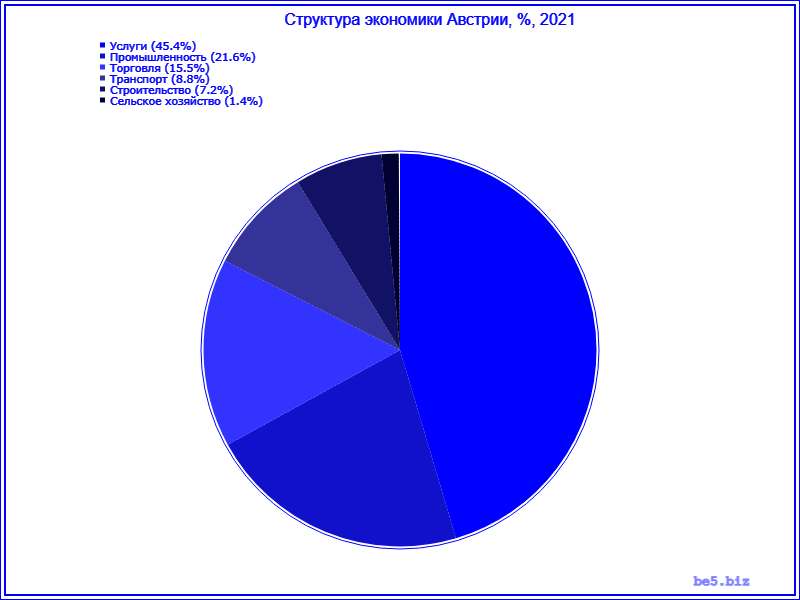 Структура экономики Австрии, %, 2021
Услуги (45.4%)
Промышленность (21.6%)
Торговля (15.5%)
Транспорт (8.8%)
Строительство (7.2%)
Сельское хозяйство (1.4%)
be5.biz